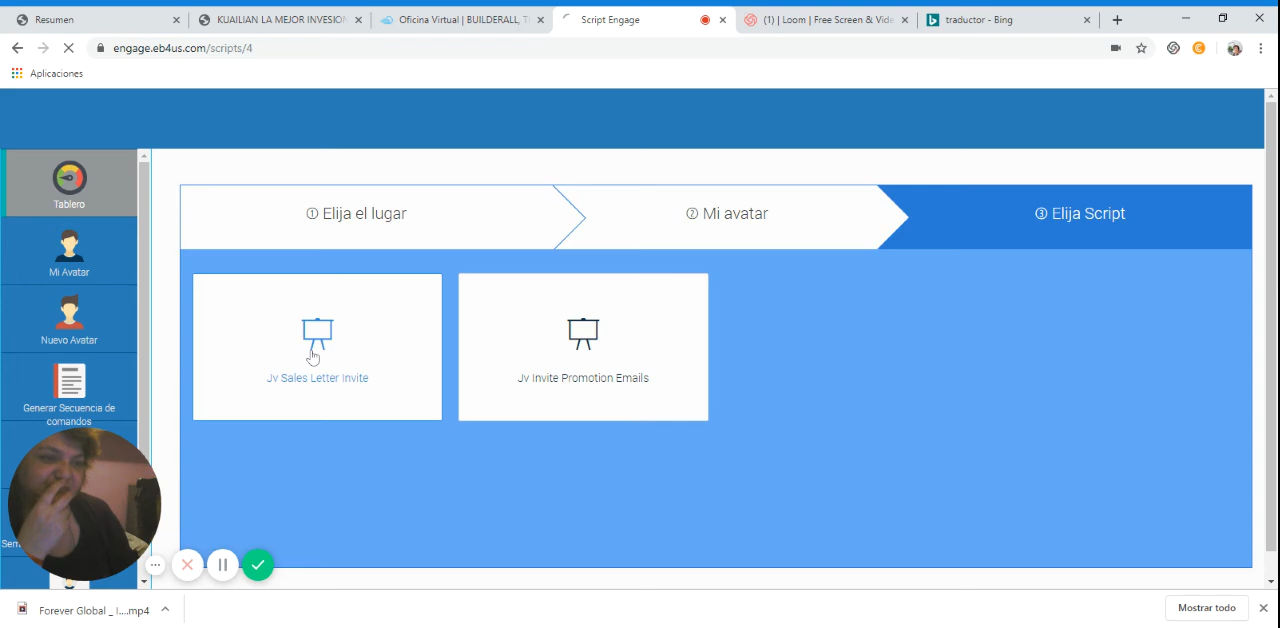 Resumen
KUAILIAN LA MEJOR INVESION
Oficina Virtual | BUILDERALL, T
Script Engage
(1) | Loom | Free Screen & Vide
traductor - Bing
engage.eb4us.com/scripts/4
Aplicaciones
Tablero
Mi Avatar
Nuevo Avatar
Generar Secuencia de
comandos
Sem
① Elija el lugar
② Mi avatar
③ Elija Script
Jv Sales Letter Invite
Jv Invite Promotion Emails
Forever Global _ I....mp4
Mostrar todo